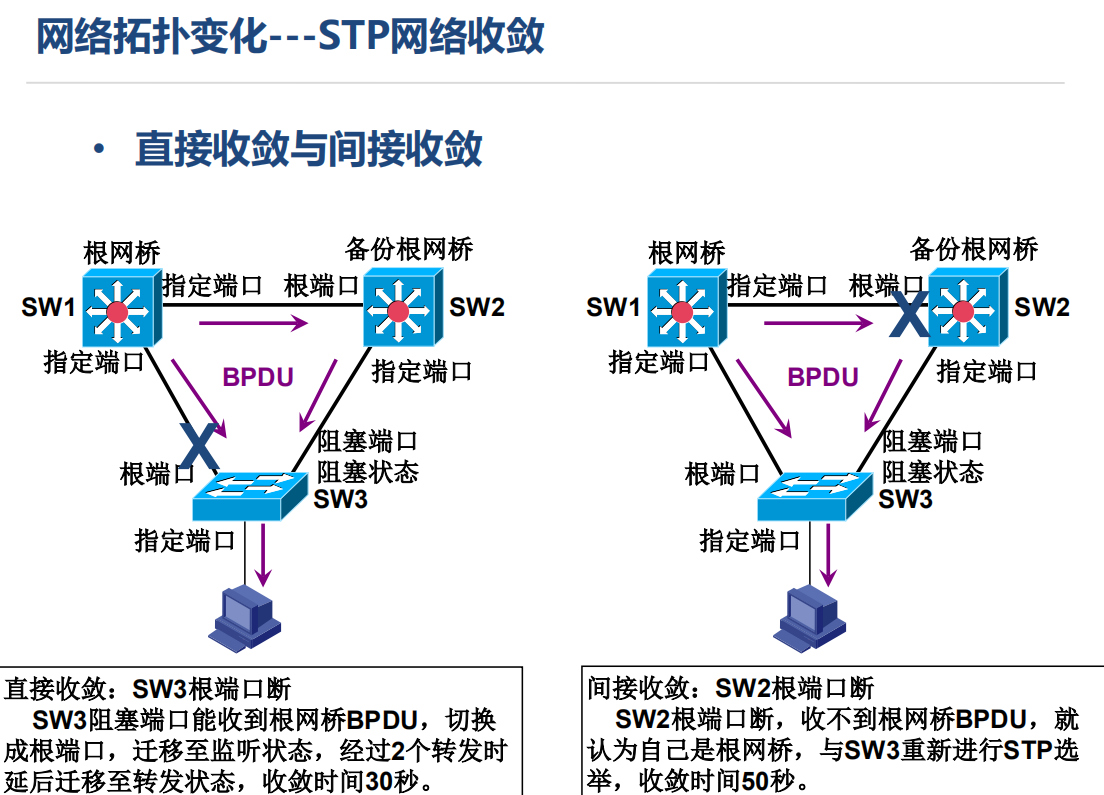 网络拓扑变化---STP网络收敛
• 直接收敛与间接收敛
根网桥
备份根网桥
指定端口
根端口
SW1
SW2
指定端口
BPDU
指定端口
阻塞端口
根端口
阻塞状态
SW3
指定端口
直接收敛：SW3根端口断
SW3阻塞端口能收到根网桥BPDU，切换
成根端口，迁移至监听状态，经过2个转发时
延后迁移至转发状态，收敛时间30秒。
根网桥
备份根网桥
指定端口
根端口
SW1
SW2
指定端口
BPDU
指定端口
阻塞端口
根端口
阻塞状态
SW3
指定端口
间接收敛：SW2根端口断
SW2根端口断，收不到根网桥BPDU，就
认为自己是根网桥，与SW3重新进行STP选
举，收敛时间50秒。